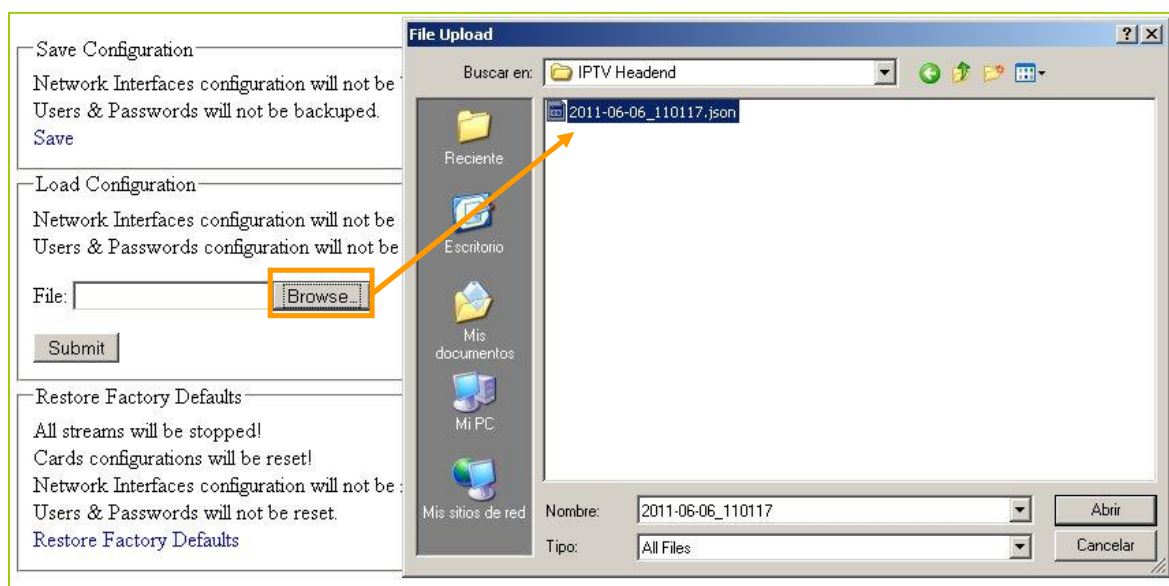 Save Configuration
Network Interfaces configuration will not be
Users & Passwords will not be backuped.
Save
Load Configuration
Network Interfaces configuration will not be
Users & Passwords configuration will not be
File:
Browse...
Submit
Restore Factory Defaults
All streams will be stopped!
Cards configurations will be reset!
Network Interfaces configuration will not be
Users & Passwords will not be reset.
Restore Factory Defaults
File Upload
Buscar en:
IPTV Headend
2011-06-06_110117.json
Reciente
Escritorio
Mis
documentos
Mi PC
Mis sitios de red
Nombre:
2011-06-06_110117
Abrir
Tipo:
All Files
Cancelar